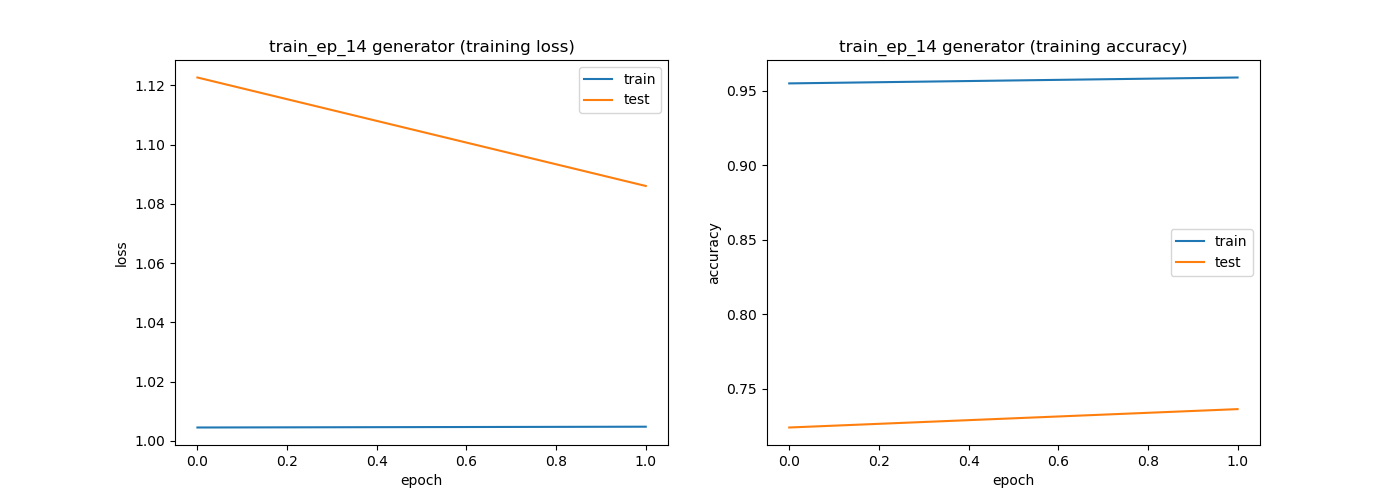 train_ep_14 generator (training loss)
train
test
1.12
1.10
1.08
1.06
1.04
1.02
1.00
loss
0.0 0.2 0.4 0.6 0.8 1.0
epoch
train_ep_14 generator (training accuracy)
0.95
0.90
0.85
0.80
0.75
accuracy
train
test
0.0 0.2 0.4 0.6 0.8 1.0
epoch